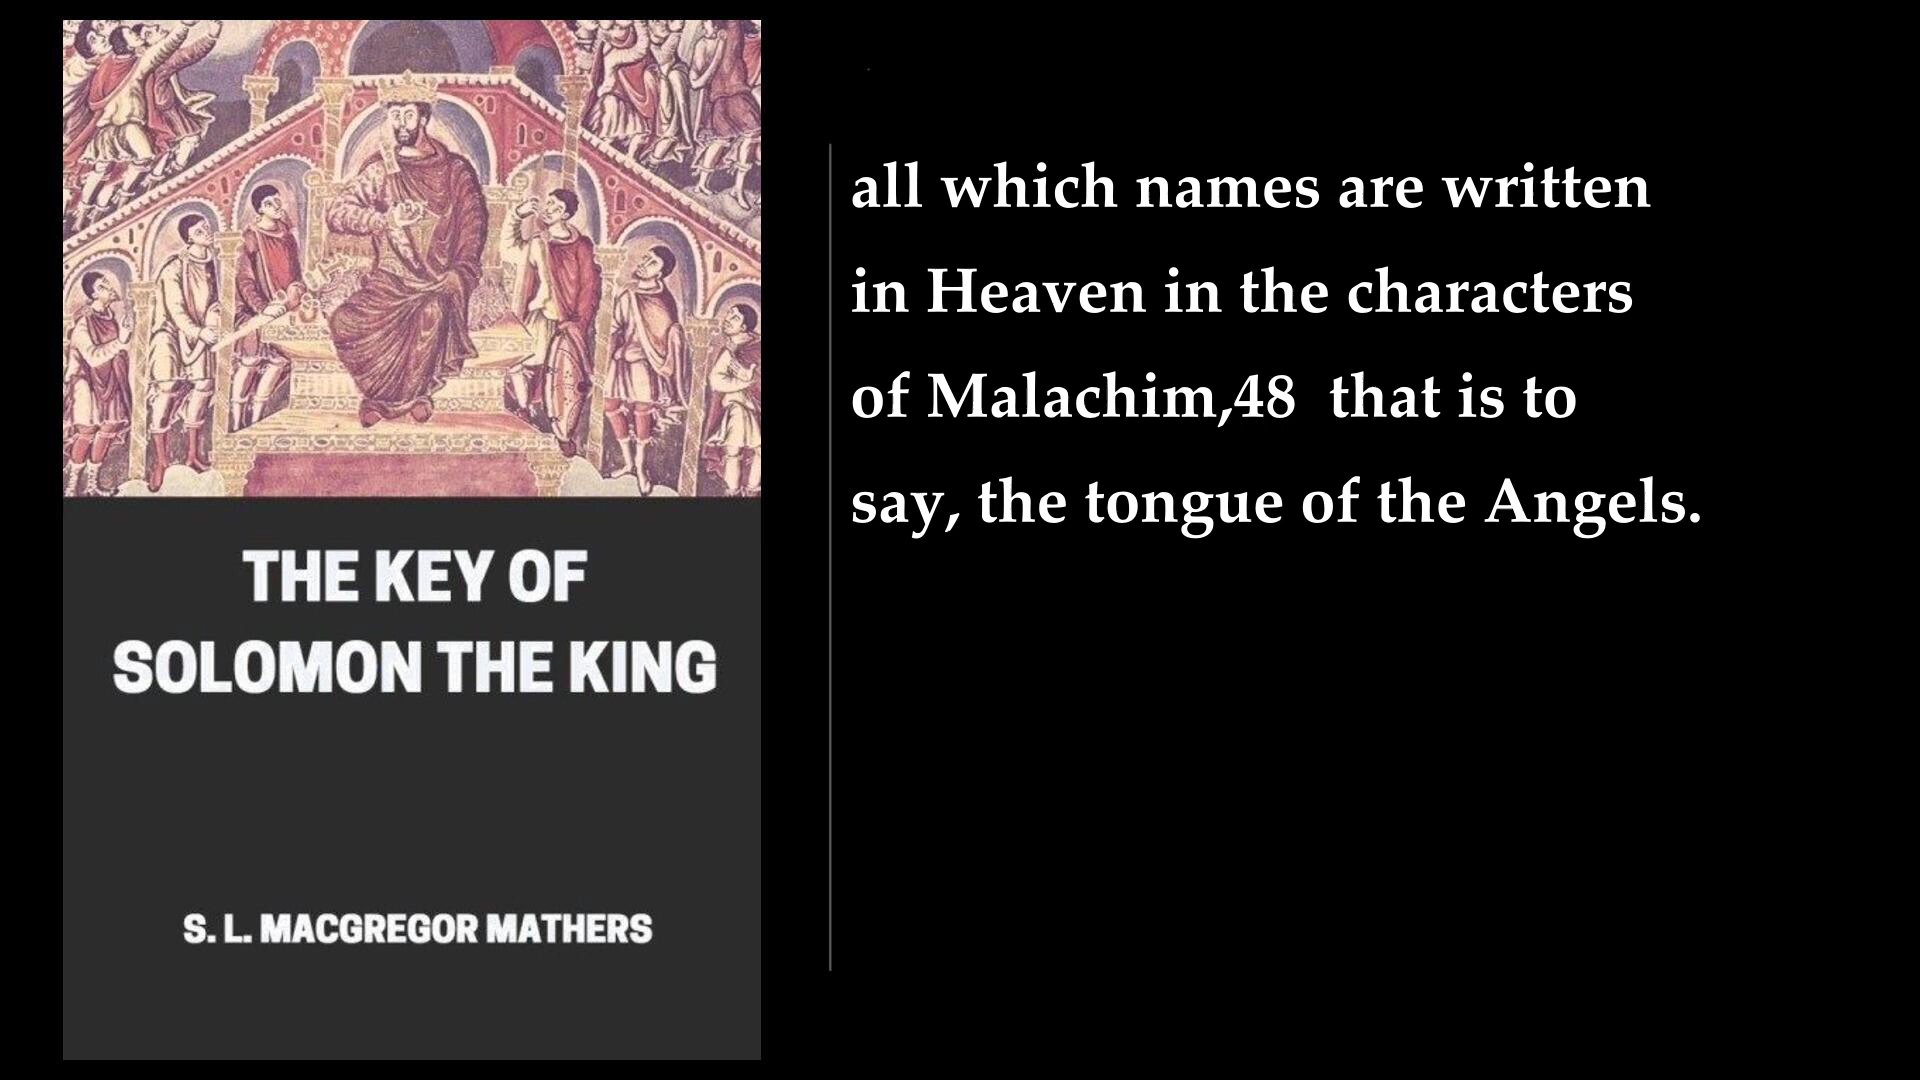 THE KEY OF
SOLOMON THE KING
S. L. MACGREGOR MATHERS
all which names are written
in Heaven in the characters
of Malachim,48  that is to
say, the tongue of the Angels.